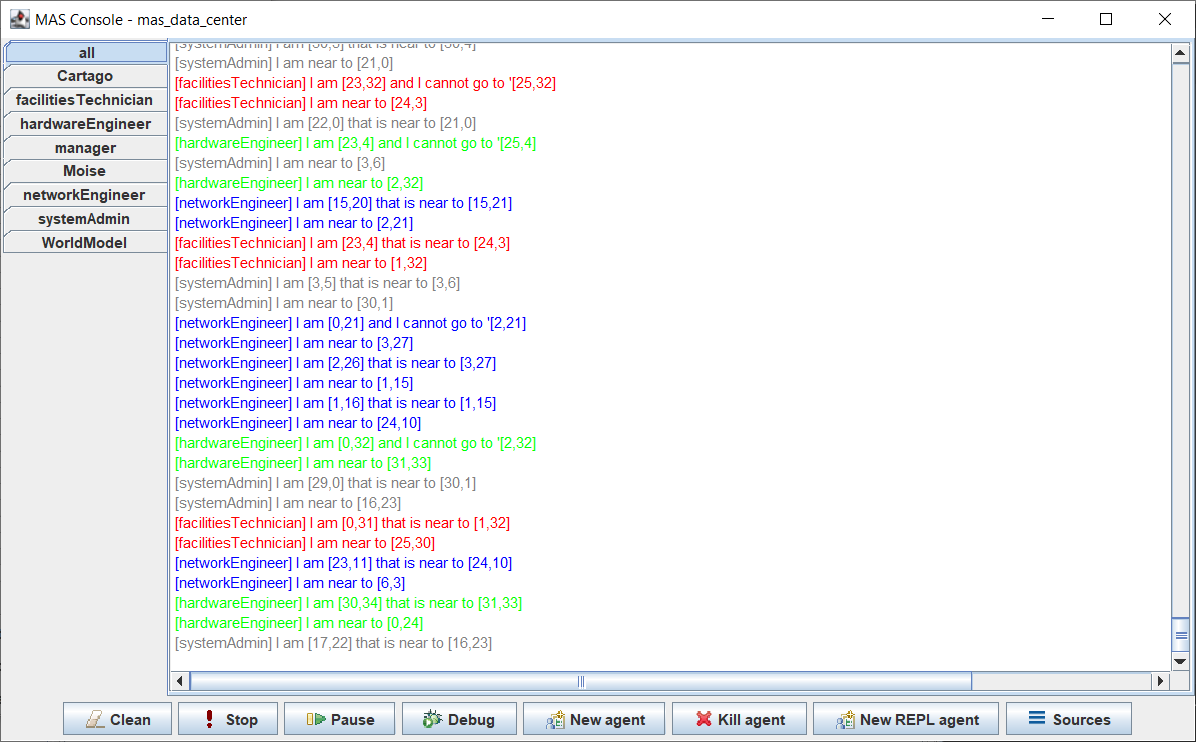 MAS Console - mas_data_center
all
Cartago
facilitiesTechnician
hardwareEngineer
manager
Moise
networkEngineer
systemAdmin
WorldModel
[systemAdmin] I am [30,3] that is near to [30,4]
[systemAdmin] I am near to [21,0]
[facilitiesTechnician] I am [23,32] and I cannot go to '[25,32]
[facilitiesTechnician] I am near to [24,3]
[systemAdmin] I am [22,0] that is near to [21,0]
[hardwareEngineer] I am [23,4] and I cannot go to '[25,4]
[systemAdmin] I am near to [3,6]
[hardwareEngineer] I am near to [2,32]
[networkEngineer] I am [15,20] that is near to [15,21]
[networkEngineer] I am near to [2,21]
[facilitiesTechnician] I am [23,4] that is near to [24,3]
[facilitiesTechnician] I am near to [1,32]
[systemAdmin] I am [3,5] that is near to [3,6]
[systemAdmin] I am near to [30,1]
[networkEngineer] I am [0,21] and I cannot go to '[2,21]
[networkEngineer] I am near to [3,27]
[networkEngineer] I am [2,26] that is near to [3,27]
[networkEngineer] I am near to [1,15]
[networkEngineer] I am [1,16] that is near to [1,15]
[networkEngineer] I am near to [24,10]
[hardwareEngineer] I am [0,32] and I cannot go to '[2,32]
[hardwareEngineer] I am near to [31,33]
[systemAdmin] I am [29,0] that is near to [30,1]
[systemAdmin] I am near to [16,23]
[facilitiesTechnician] I am [0,31] that is near to [1,32]
[facilitiesTechnician] I am near to [25,30]
[networkEngineer] I am [23,11] that is near to [24,10]
[networkEngineer] I am near to [6,3]
[hardwareEngineer] I am [30,34] that is near to [31,33]
[hardwareEngineer] I am near to [0,24]
[systemAdmin] I am [17,22] that is near to [16,23]
Clean Stop Pause Debug New agent Kill agent New REPL agent Sources